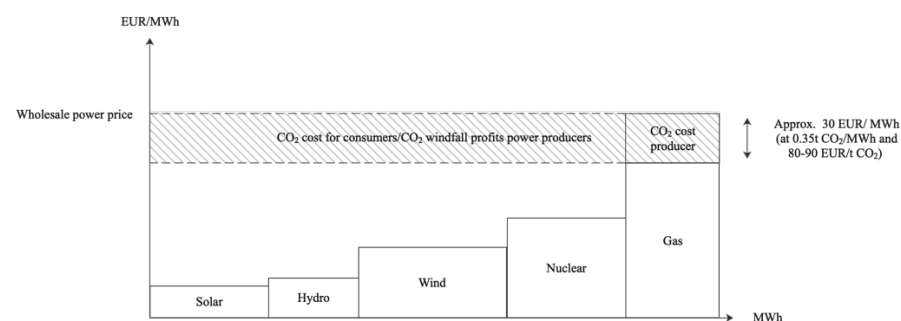 EUR/MWh
Wholesale power price
CO₂ cost for consumers/CO₂ windfall profits power producers
CO₂ cost
producer
Approx. 30 EUR/ MWh
(at 0.35t CO₂/MWh and
80-90 EUR/t CO₂)
Solar
Hydro
Wind
Nuclear
Gas
MWh